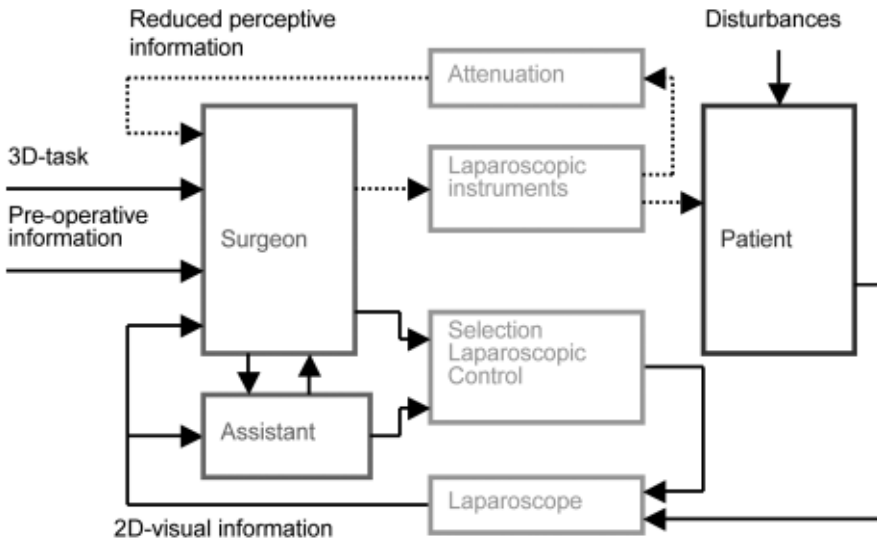 Reduced perceptive
information
Disturbances
Attenuation
3D-task
Laparoscopic
instruments
Pre-operative
information
Surgeon
Patient
Selection
Laparoscopic
Control
Assistant
Laparoscope
2D-visual information